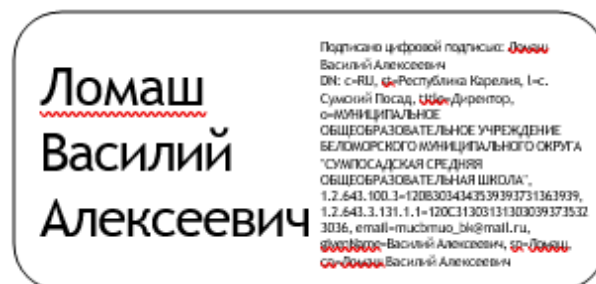 Ломаш
Василий
Алексеевич
Подписано цифровой подписью: Ломаш
Василий Алексеевич
DN: c=RU, st=Республика Карелия, l=с.
Сумский Посад, title=Директор,
o=МУНИЦИПАЛЬНОЕ
ОБЩЕОБРАЗОВАТЕЛЬНОЕ УЧРЕЖДЕНИЕ
БЕЛОМОРСКОГО МУНИЦИПАЛЬНОГО ОКРУГА
"СУМПОСАДСКАЯ СРЕДНЯЯ
ОБЩЕОБРАЗОВАТЕЛЬНАЯ ШКОЛА",
1.2.643.100.3=120B3034343539393731363939,
1.2.643.3.131.1.1=120C31303131303039373532
3036, email=mucbmuo_bk@mail.ru,
givenName=Василий Алексеевич, sn=Ломаш,
cn=Ломаш Василий Алексеевич